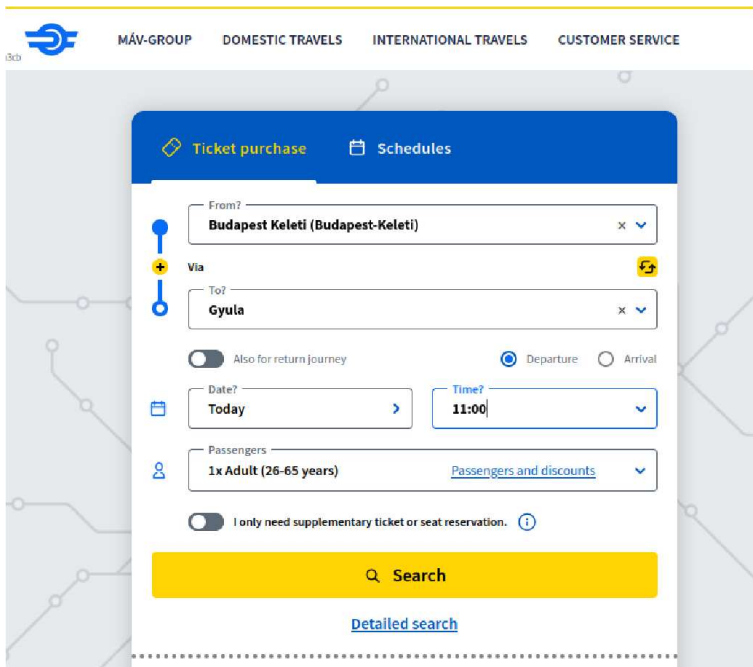 MÁV-GROUP DOMESTIC TRAVELS INTERNATIONAL TRAVELS CUSTOMER SERVICE
Ticket purchase Schedules
From?
Budapest Keleti (Budapest-Keleti)
Via
To?
Gyula
Also for return journey Departure Arrival
Date? Time?
Today 11:00
Passengers
1x Adult (26-65 years) Passengers and discounts
I only need supplementary ticket or seat reservation.
Search
Detailed search